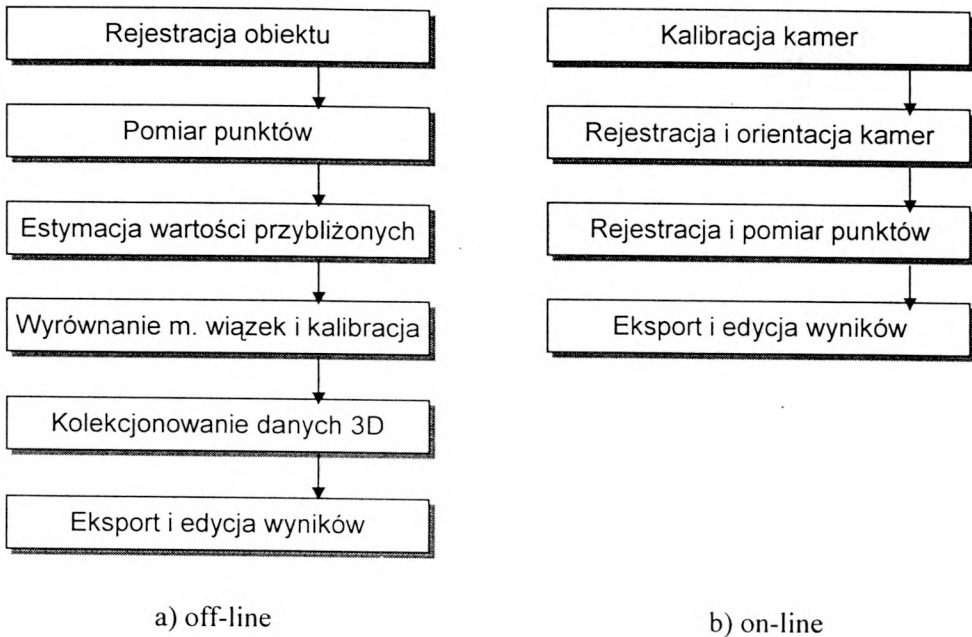 Rejestracja obiektu
Pomiar punktów
Estymacja wartości przybliżonych
Wyrównanie m. wiązek i kalibracja
Kolekcjonowanie danych 3D
Eksport i edycja wyników
a) off-line
Kalibracja kamer
Rejestracja i orientacja kamer
Rejestracja i pomiar punktów
Eksport i edycja wyników
b) on-line